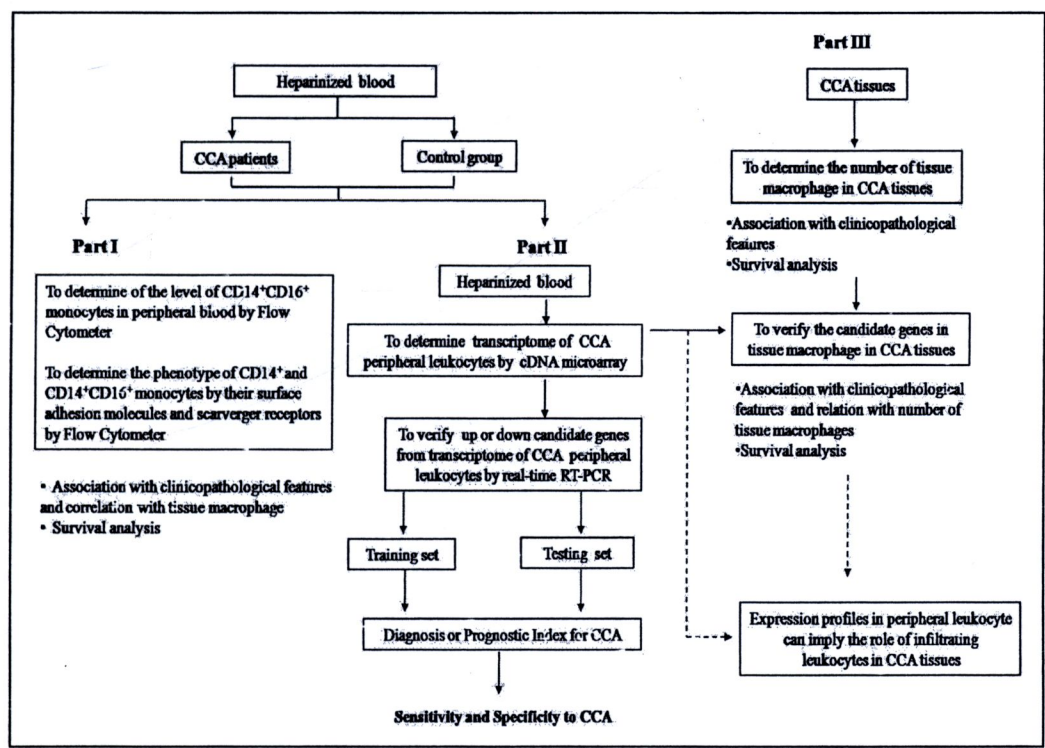 Heparinized blood
CCA patients
Control group
Part I
To determine of the level of CD14⁺CD16⁺
monocytes in peripheral blood by Flow
Cytometer
To determine the phenotype of CD14⁺ and
CD14⁺CD16⁺ monocytes by their surface
adhesion molecules and scarverger receptors
by Flow Cytometer
• Association with clinicopathological features
and correlation with tissue macrophage
• Survival analysis
Part II
Heparinized blood
To determine transcriptome of CCA
peripheral leukocytes by cDNA microarray
To verify up or down candidate genes
from transcriptome of CCA peripheral
leukocytes by real-time RT-PCR
Training set
Testing set
Diagnosis or Prognostic Index for CCA
Sensitivity and Specificity to CCA
Part III
CCA tissues
To determine the number of tissue
macrophage in CCA tissues
•Association with clinicopathological
features
•Survival analysis
To verify the candidate genes in
tissue macrophage in CCA tissues
•Association with clinicopathological
features and relation with number of
tissue macrophages
•Survival analysis
Expression profiles in peripheral leukocyte
can imply the role of infiltrating
leukocytes in CCA tissues